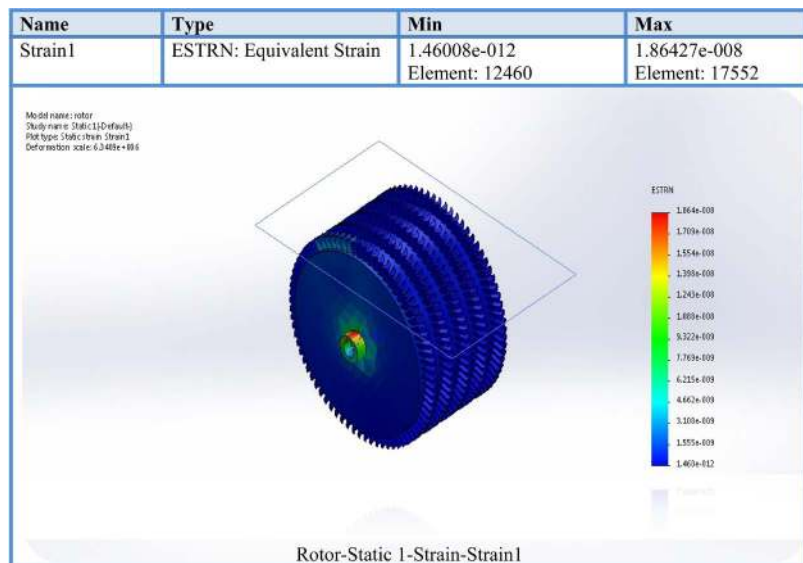 Name Type Min Max
Strain1 ESTRN: Equivalent Strain 1.46008e-012 1.86427e-008
Element: 12460 Element: 17552
Model name: rotor
Study name: Static 1(-Default-)
Plot type: Static strain Strain1
Deformation scale: 6.3489e+006
ESTRN
1.864e-008
1.709e-008
1.554e-008
1.398e-008
1.243e-008
1.088e-008
9.322e-009
7.769e-009
6.215e-009
4.662e-009
3.108e-009
1.555e-009
1.460e-012
Rotor-Static 1-Strain-Strain1